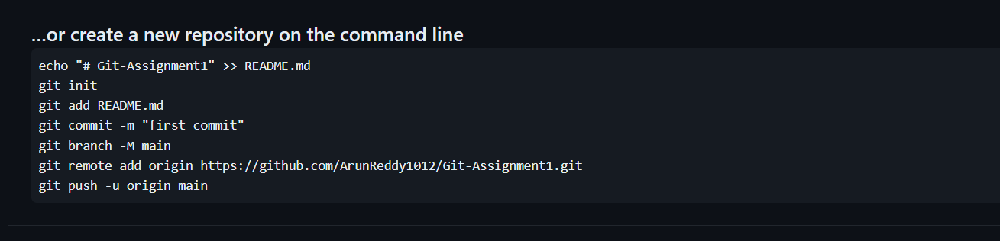 ...or create a new repository on the command line
echo "# Git-Assignment1" >> README.md
git init
git add README.md
git commit -m "first commit"
git branch -M main
git remote add origin https://github.com/ArunReddy1012/Git-Assignment1.git
git push -u origin main